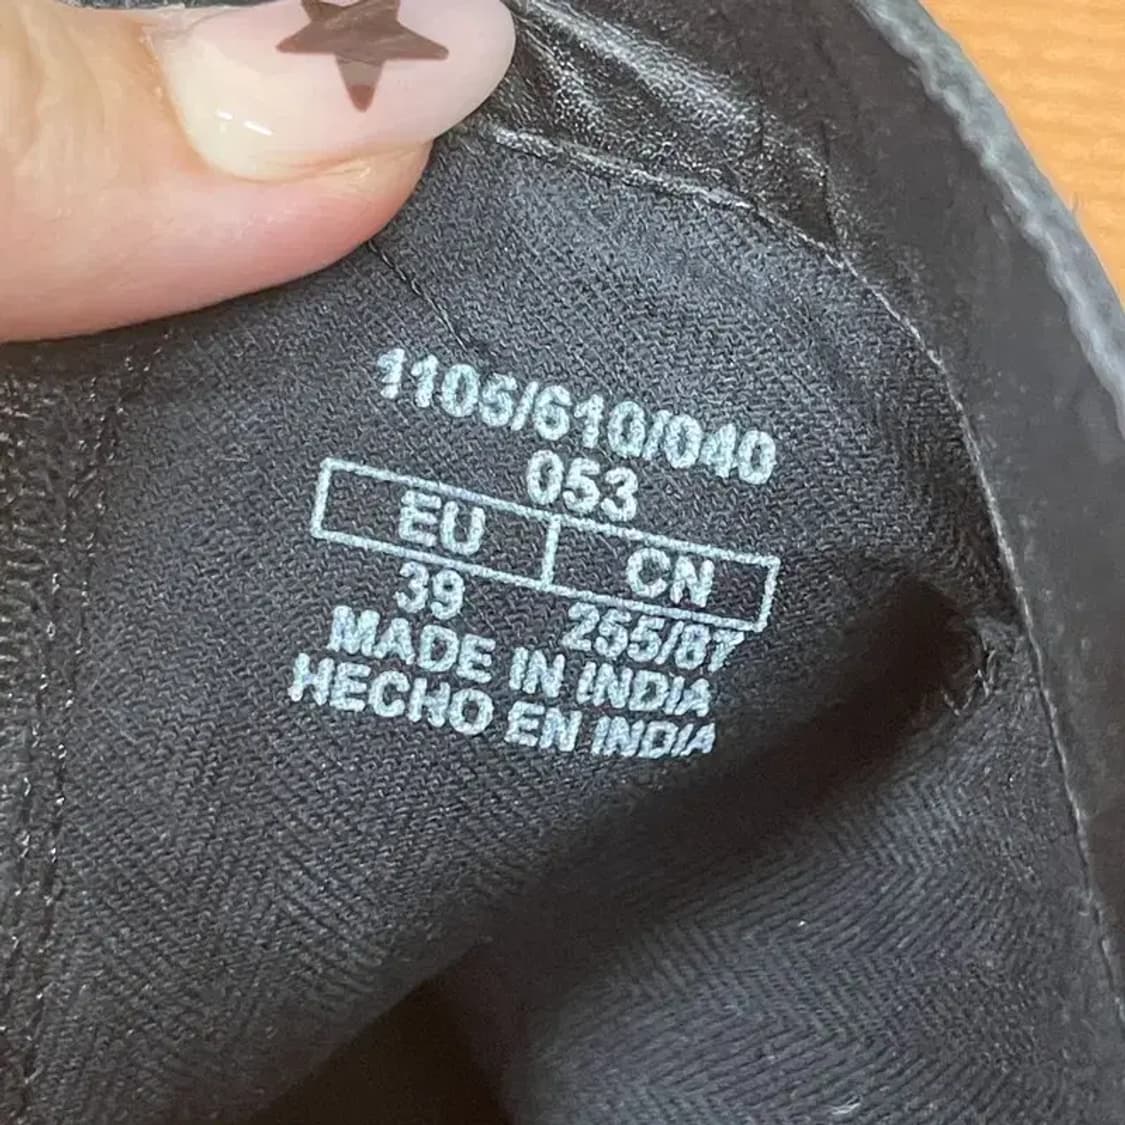 1105/610/040
053
EU CN
39 255/87
MADE IN INDIA
HECHO EN INDIA